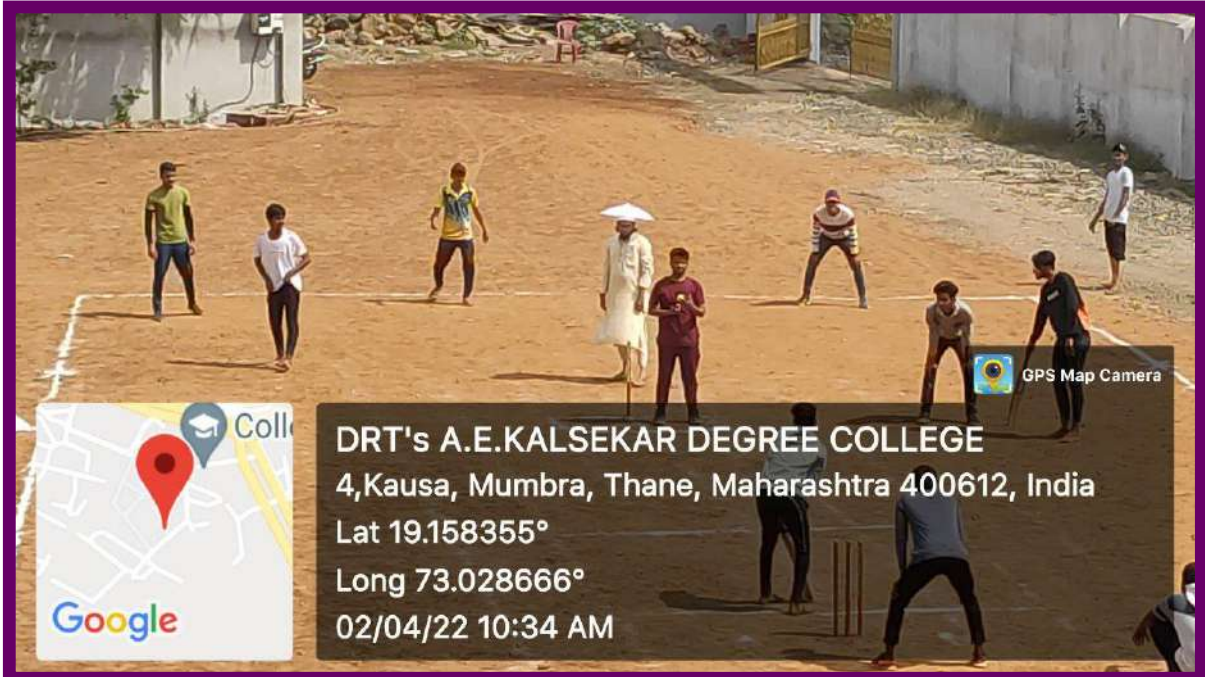 GPS Map Camera
Coll
DRT's A.E.KALSEKAR DEGREE COLLEGE
4,Kausa, Mumbra, Thane, Maharashtra 400612, India
Lat 19.158355°
Long 73.028666°
02/04/22 10:34 AM
Google